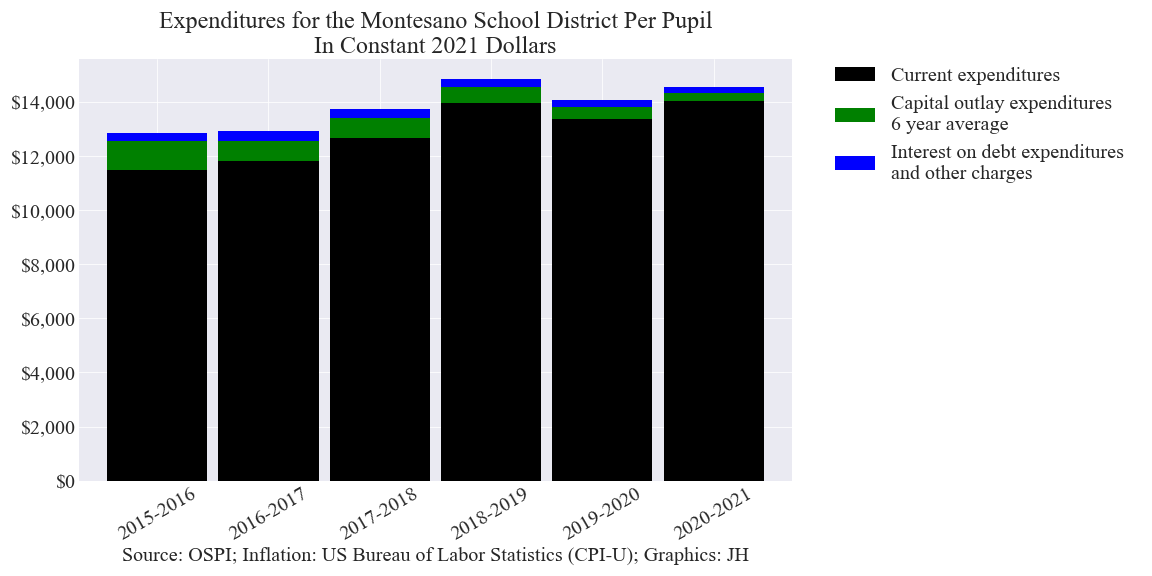 Expenditures for the Montesano School District Per Pupil
In Constant 2021 Dollars
$14,000
$12,000
$10,000
$8,000
$6,000
$4,000
$2,000
$0
2015-2016
2016-2017
2017-2018
2018-2019
2019-2020
2020-2021
Source: OSPI; Inflation: US Bureau of Labor Statistics (CPI-U); Graphics: JH
Current expenditures
Capital outlay expenditures
6 year average
Interest on debt expenditures
and other charges